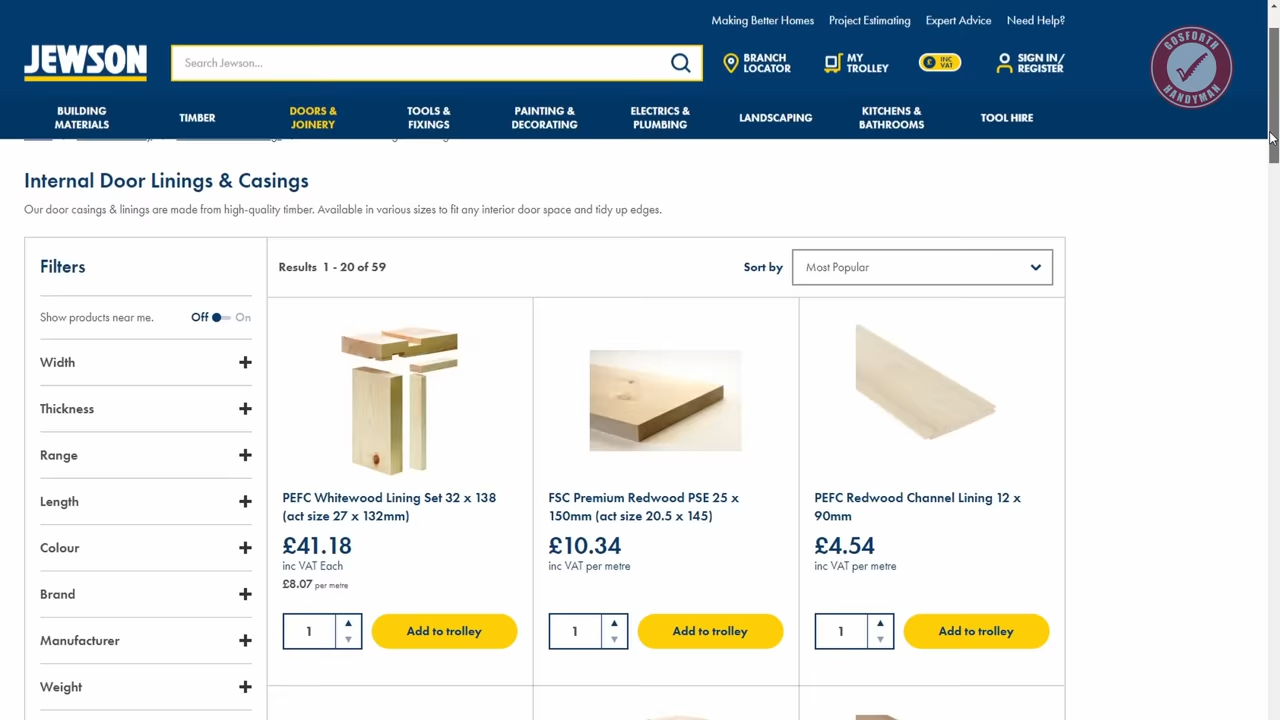 Making Better Homes
Project Estimating
Expert Advice
Need Help?
JEWSON
Search Jewson...
BRANCH
LOCATOR
MY
TROLLEY
£ INC
VAT
SIGN IN/
REGISTER
GOSFORTH
HANDYMAN
BUILDING
MATERIALS
TIMBER
DOORS &
JOINERY
TOOLS &
FIXINGS
PAINTING &
DECORATING
ELECTRICS &
PLUMBING
LANDSCAPING
KITCHENS &
BATHROOMS
TOOL HIRE
Internal Door Linings & Casings
Our door casings & linings are made from high-quality timber. Available in various sizes to fit any interior door space and tidy up edges.
Filters
Show products near me.
Off
On
Width
Thickness
Range
Length
Colour
Brand
Manufacturer
Weight
Results 1 - 20 of 59
Sort by
Most Popular
PEFC Whitewood Lining Set 32 x 138
(act size 27 x 132mm)
£41.18
inc VAT Each
£8.07 per metre
1
Add to trolley
FSC Premium Redwood PSE 25 x
150mm (act size 20.5 x 145)
£10.34
inc VAT per metre
1
Add to trolley
PEFC Redwood Channel Lining 12 x
90mm
£4.54
inc VAT per metre
1
Add to trolley